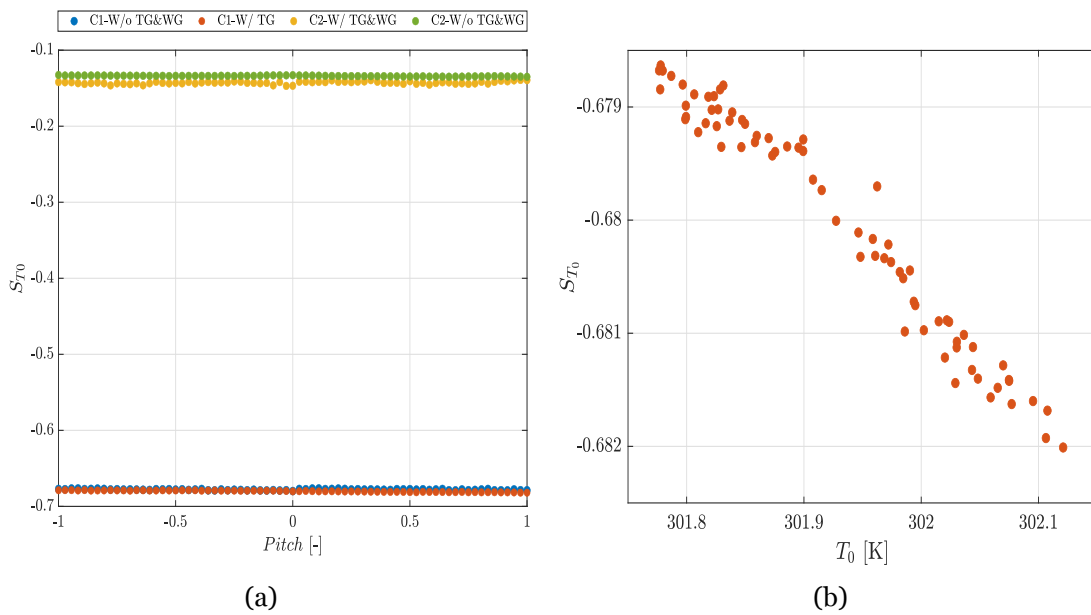 C1-W/o TG&WG C1-W/ TG C2-W/ TG&WG C2-W/o TG&WG
-0.1
-0.2
-0.3
-0.4
-0.5
-0.6
-0.7
S_{T0}
-1 -0.5 0 0.5 1
Pitch [-]
(a)
-0.679
-0.68
-0.681
-0.682
S_{T_0}
301.8 301.9 302 302.1
T_0 [K]
(b)